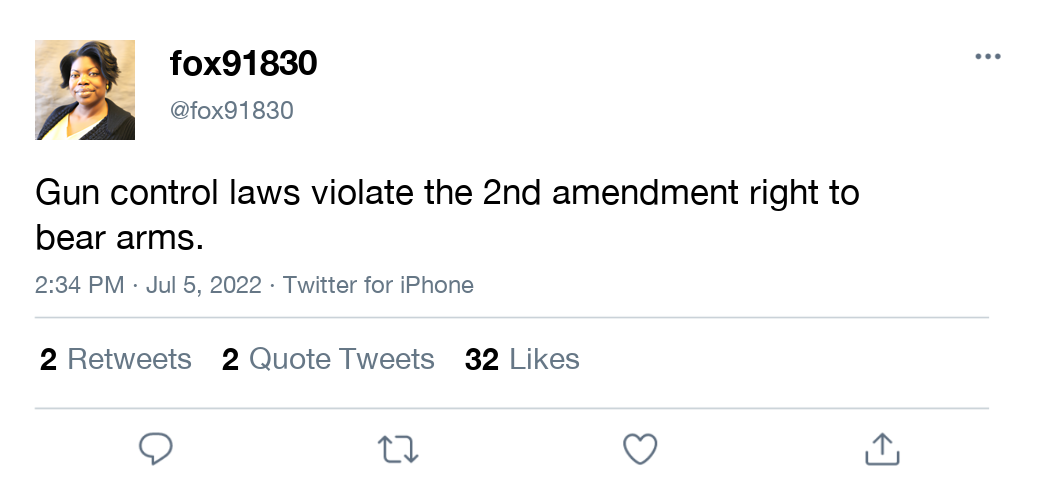 fox91830
@fox91830
Gun control laws violate the 2nd amendment right to
bear arms.
2:34 PM · Jul 5, 2022 · Twitter for iPhone
2 Retweets 2 Quote Tweets 32 Likes